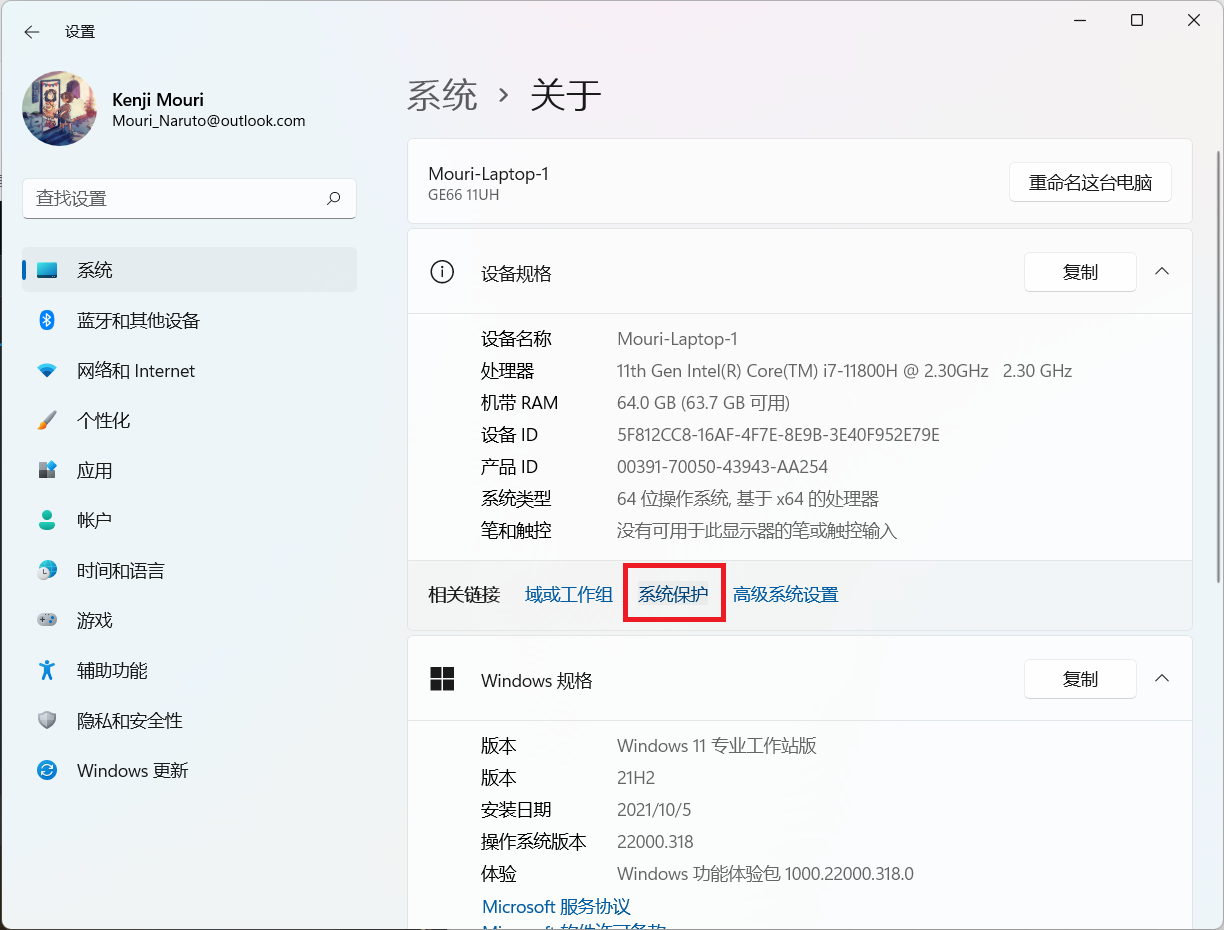 设置
Kenji Mouri
Mouri_Naruto@outlook.com
查找设置
系统
蓝牙和其他设备
网络和 Internet
个性化
应用
帐户
时间和语言
游戏
辅助功能
隐私和安全性
Windows 更新
系统 › 关于
Mouri-Laptop-1
GE66 11UH
重命名这台电脑
设备规格
复制
设备名称 Mouri-Laptop-1
处理器 11th Gen Intel(R) Core(TM) i7-11800H @ 2.30GHz 2.30 GHz
机带 RAM 64.0 GB (63.7 GB 可用)
设备 ID 5F812CC8-16AF-4F7E-8E9B-3E40F952E79E
产品 ID 00391-70050-43943-AA254
系统类型 64 位操作系统, 基于 x64 的处理器
笔和触控 没有可用于此显示器的笔或触控输入
相关链接 域或工作组 系统保护 高级系统设置
Windows 规格
复制
版本 Windows 11 专业工作站版
版本 21H2
安装日期 2021/10/5
操作系统版本 22000.318
体验 Windows 功能体验包 1000.22000.318.0
Microsoft 服务协议
Microsoft 软件许可条款